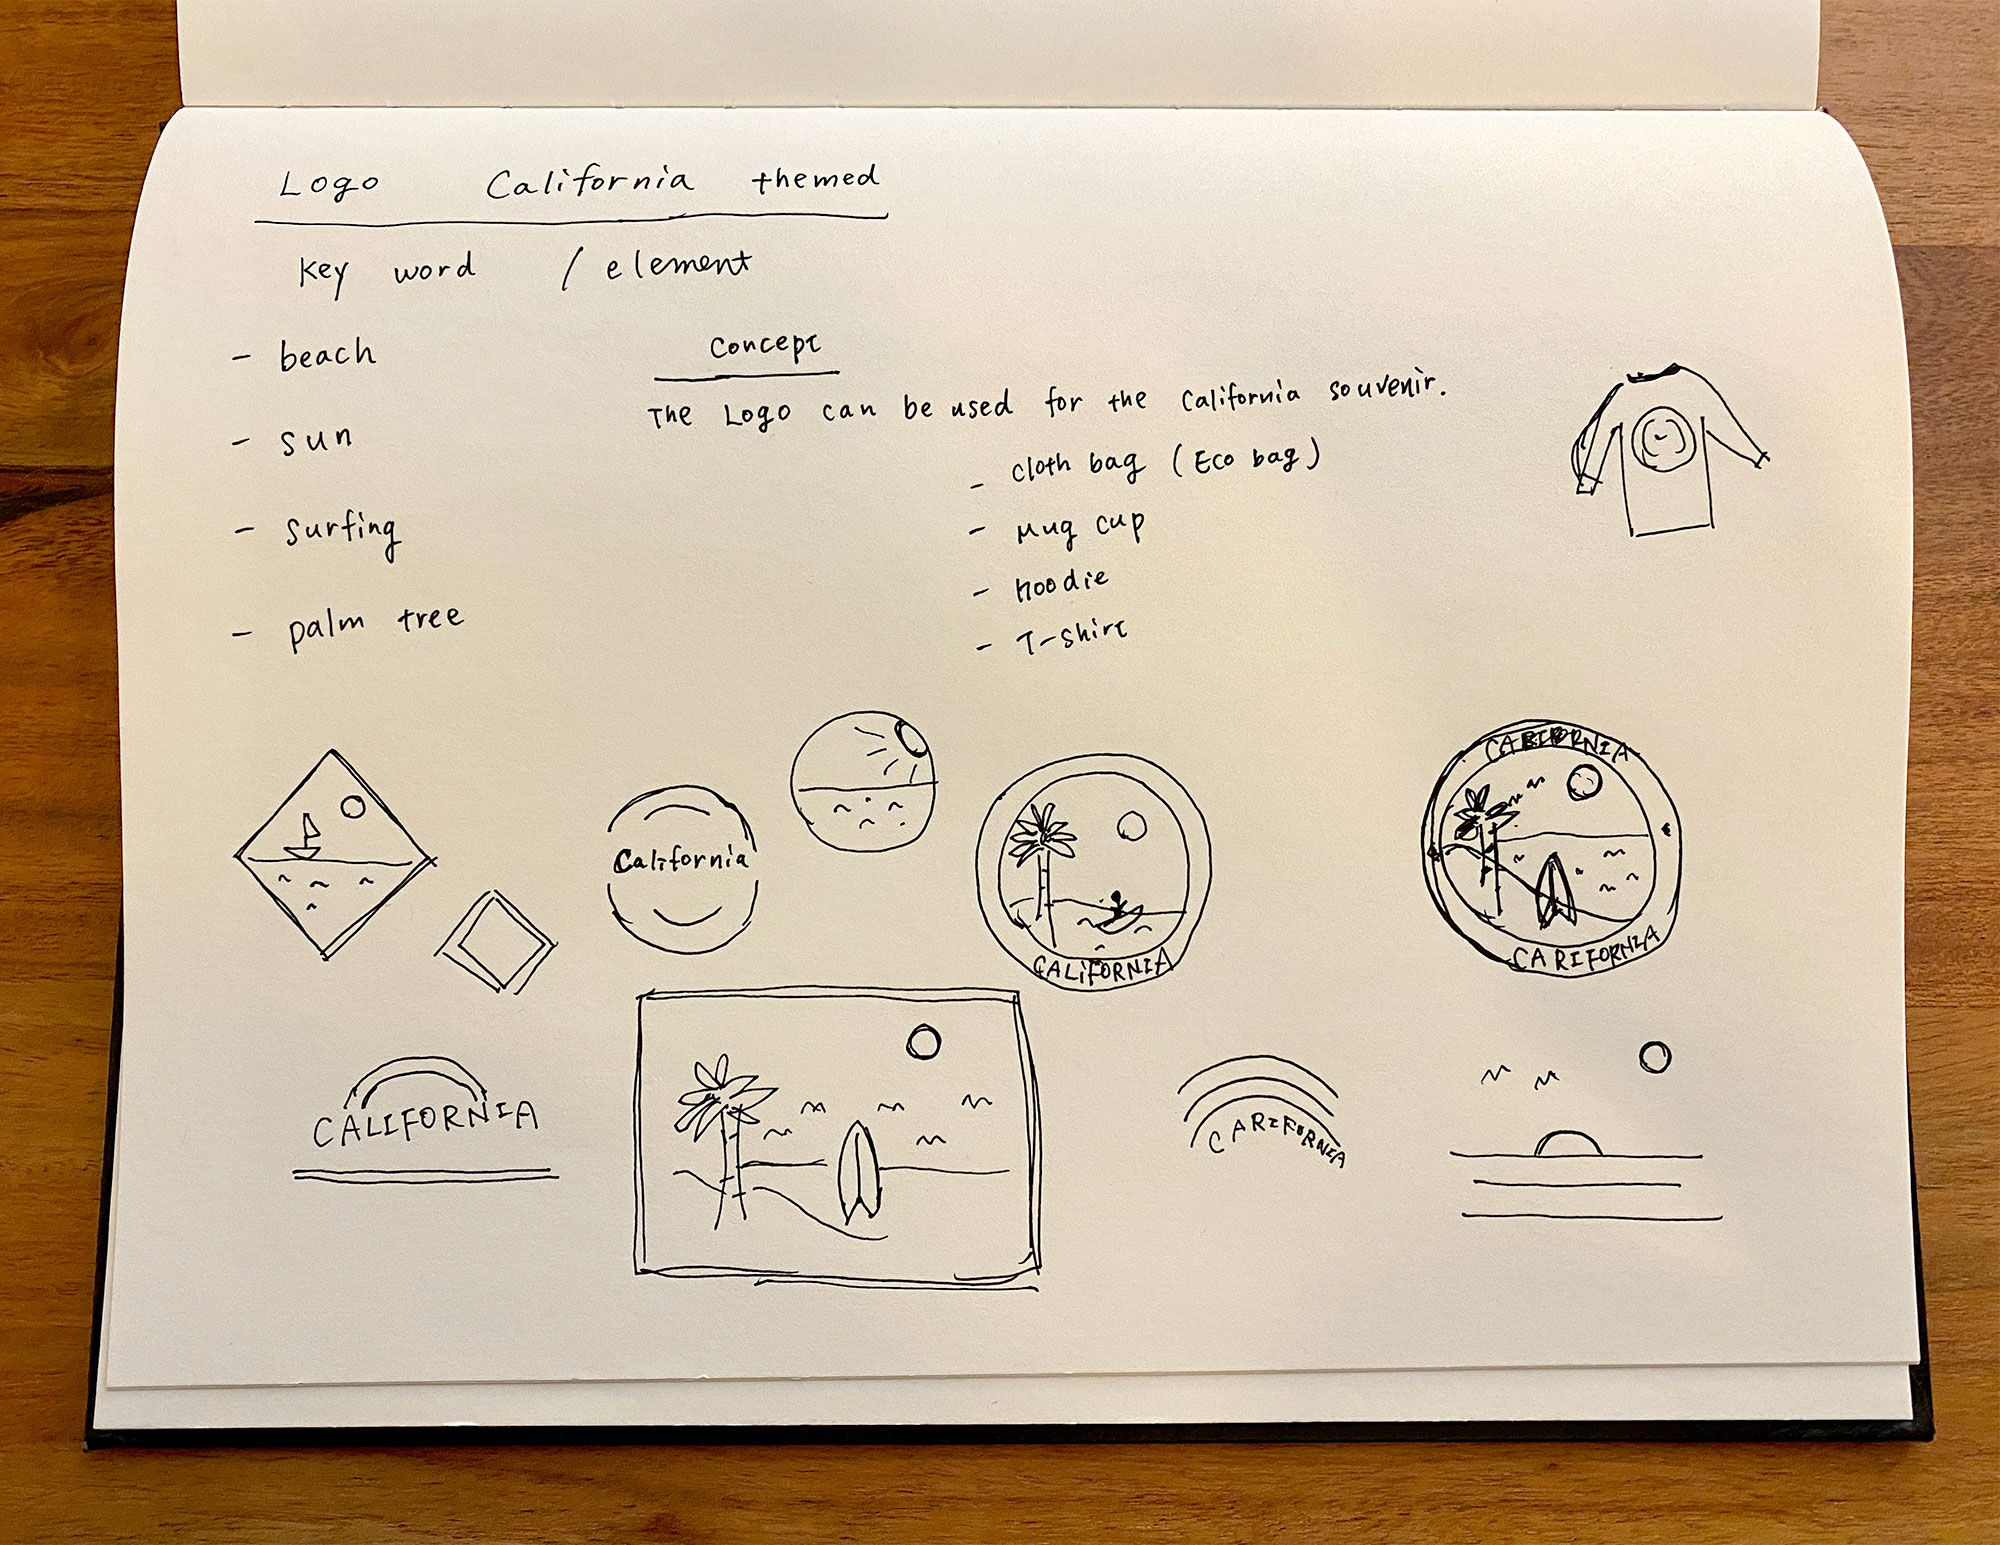 Logo California themed
Key word / element
- beach
- sun
- surfing
- palm tree
Concept
The Logo can be used for the California souvenir.
- cloth bag (Eco bag)
- Mug cup
- hoodie
- T-shirt
California
CALiFORNIA
CARIFORNIA
CALIFORNIA
CARIFORNIA